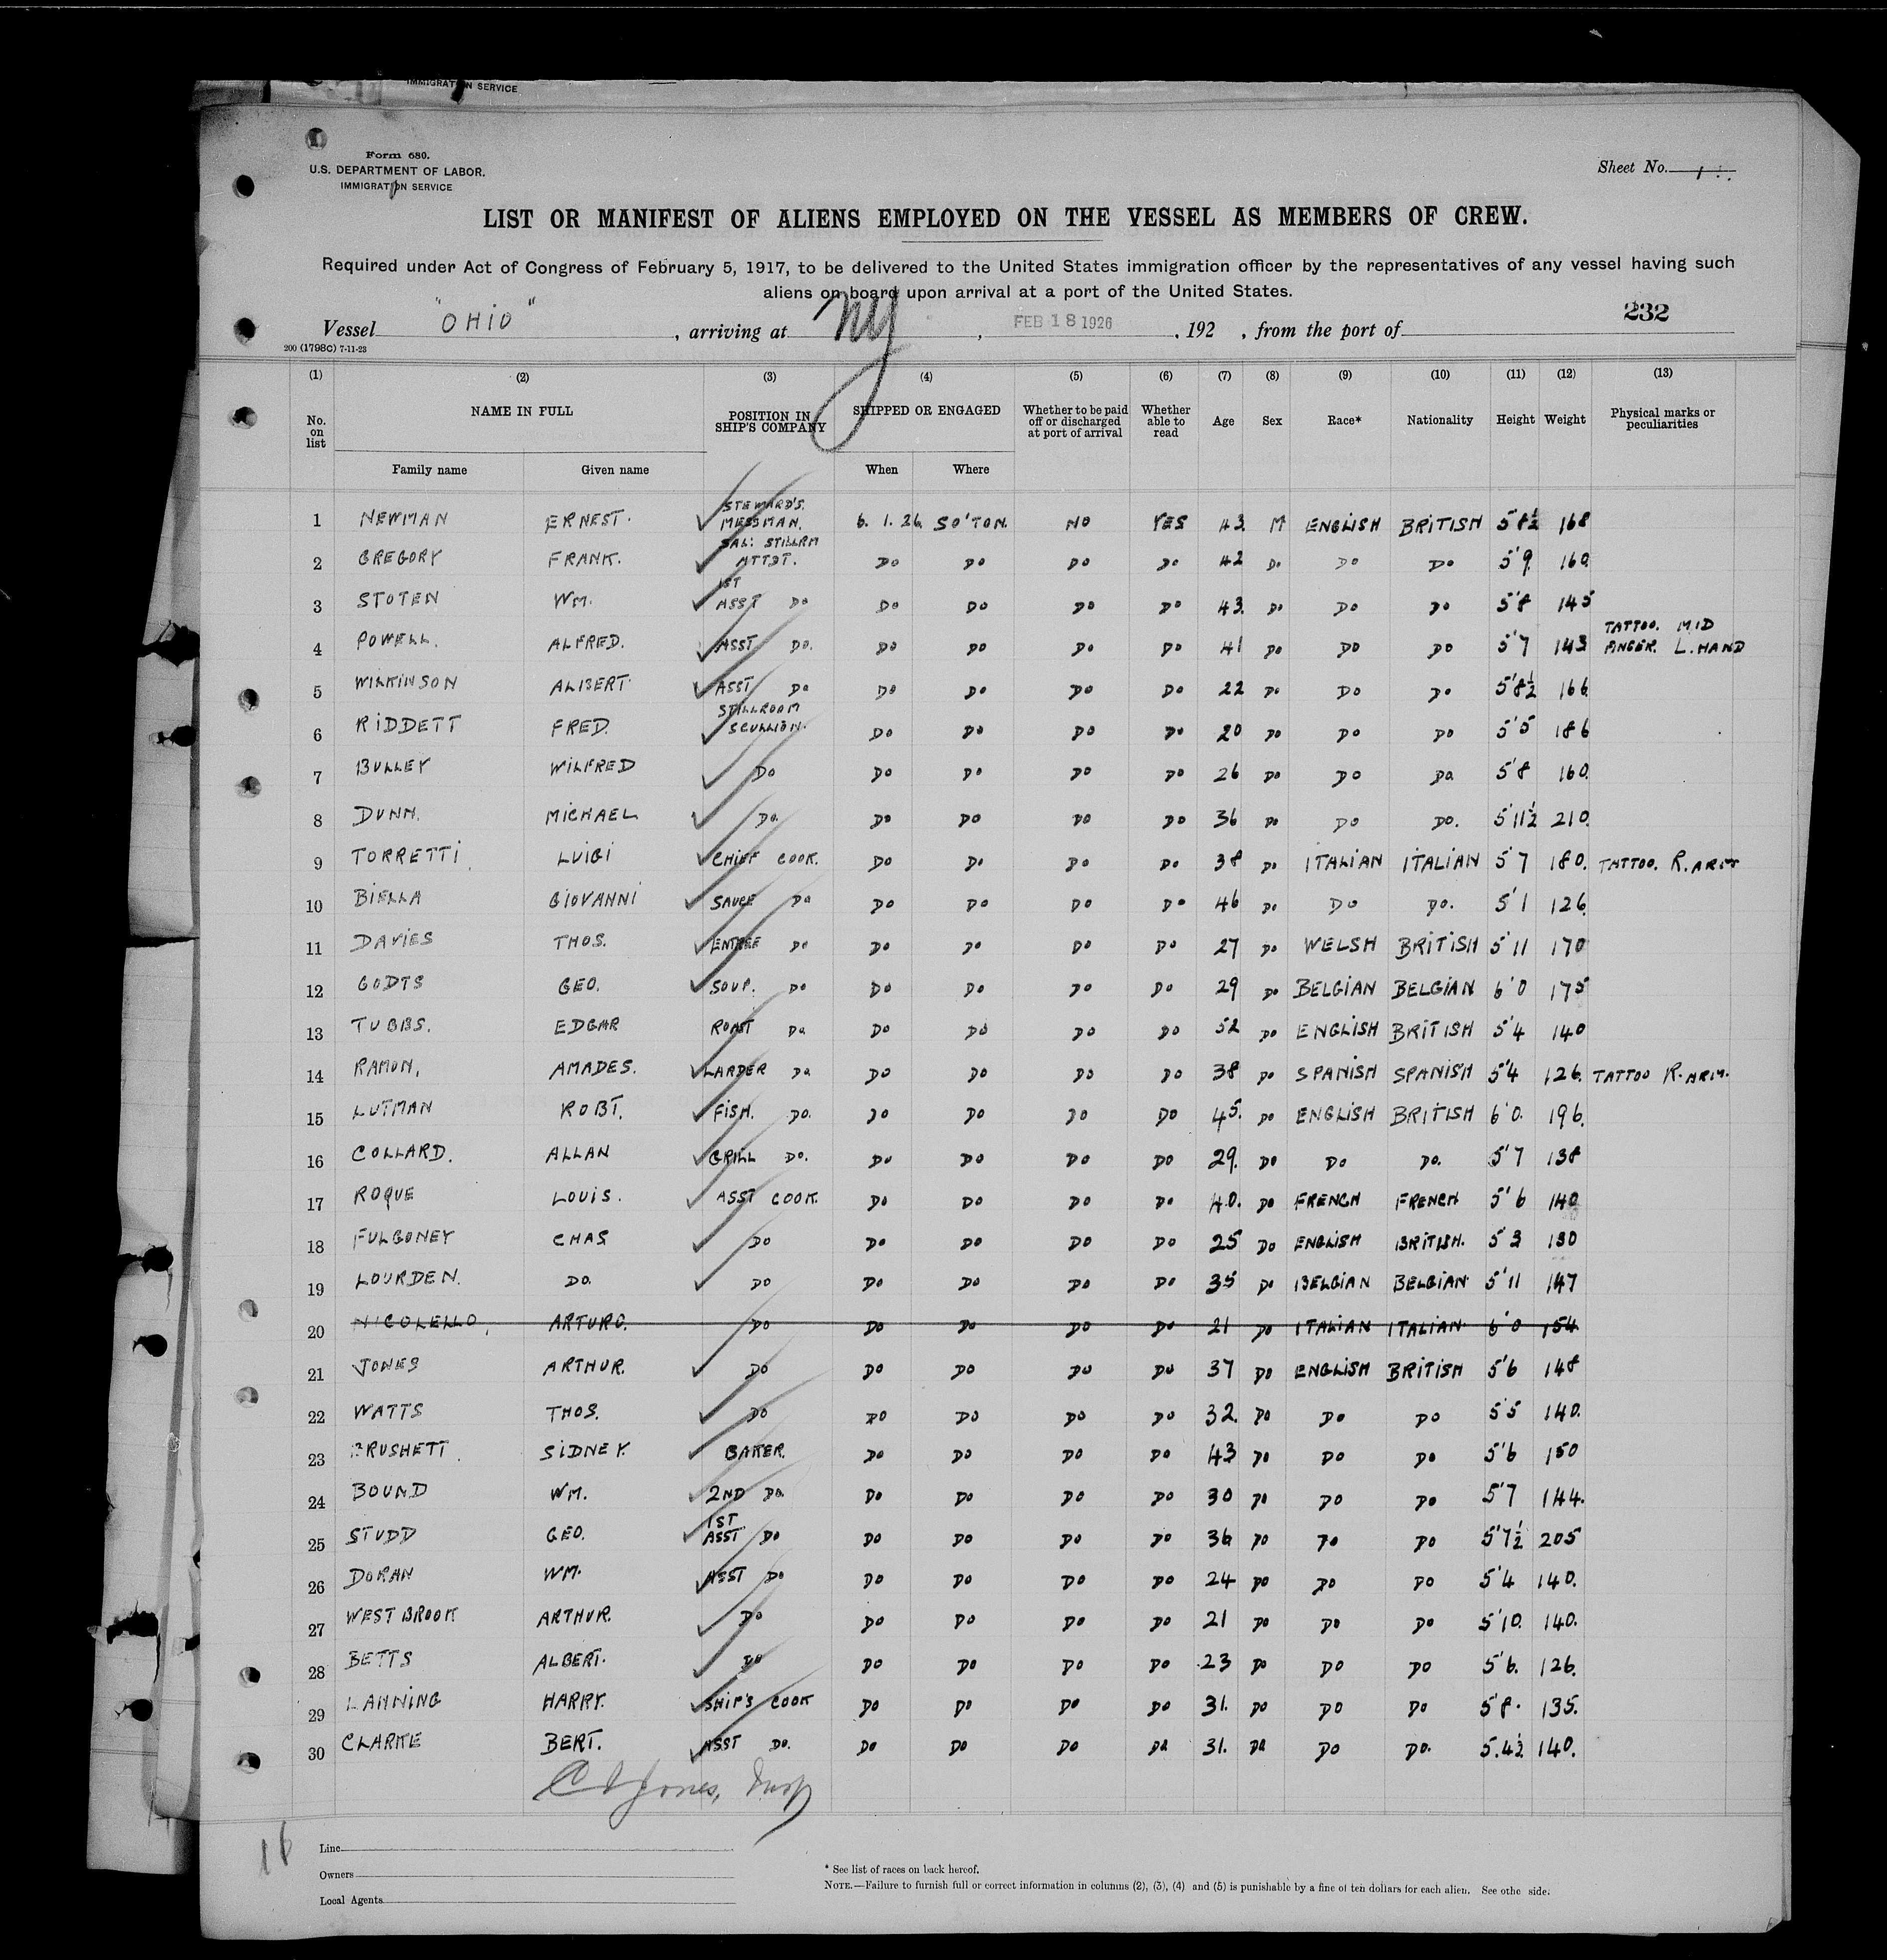 IMMIGRATION SERVICE
Form 680.
U.S. DEPARTMENT OF LABOR.
IMMIGRATION SERVICE
Sheet No. 1
LIST OR MANIFEST OF ALIENS EMPLOYED ON THE VESSEL AS MEMBERS OF CREW.
Required under Act of Congress of February 5, 1917, to be delivered to the United States immigration officer by the representatives of any vessel having such
aliens on board upon arrival at a port of the United States.
232
Vessel "OHIO", arriving at NY, FEB 18 1926, 192 , from the port of
200 (1798C) 7-11-23
(1) (2) (3) (4) (5) (6) (7) (8) (9) (10) (11) (12) (13)
No. on list NAME IN FULL POSITION IN SHIP'S COMPANY SHIPPED OR ENGAGED Whether to be paid off or discharged at port of arrival Whether able to read Age Sex Race* Nationality Height Weight Physical marks or peculiarities
Family name Given name When Where
1 NEWMAN ERNEST. STEWARD'S. MESSMAN. 6. 1. 26. SO'TON. NO YES 43. M ENGLISH BRITISH 5 8½ 168
2 GREGORY FRANK. SAL: STILLRM ATTDT. DO DO DO DO 42 DO DO DO 5'9. 160.
3 STOTEN WM. 1ST ASST DO DO DO DO DO 43. DO DO DO 5'8 145
4 POWELL. ALFRED. ASST DO. DO DO DO DO 41 DO DO DO 5'7 143 TATTOO. MID FINGER. L. HAND
5 WILKINSON ALBERT. ASST DO DO DO DO DO 22 DO DO DO 5'8½ 166.
6 RIDDETT FRED. STILLROOM SCULLION. DO DO DO DO 20 DO DO DO 5'5 186
7 BULLEY WILFRED DO DO DO DO DO 26 DO DO DO 5'8 160.
8 DUNN. MICHAEL DO. DO DO DO DO 36 DO DO DO. 5'11½ 210.
9 TORRETTI LUIGI CHIEF COOK. DO DO DO DO 38 DO ITALIAN ITALIAN 5'7 180. TATTOO. R. ARM
10 BIELLA GIOVANNI SAUCE DO DO DO DO DO 46 DO DO DO. 5'1 126.
11 DAVIES THOS. ENTREE DO DO DO DO DO 27 DO WELSH BRITISH 5'11 170
12 GODTS GEO. SOUP. DO DO DO DO DO 29 DO BELGIAN BELGIAN 6'0 175
13 TUBBS. EDGAR ROAST DO DO DO DO DO 52 DO ENGLISH BRITISH 5'4 140
14 RAMON, AMADES. LARDER DO DO DO DO DO 38 DO SPANISH SPANISH 5'4 126. TATTOO R. ARM.
15 LUTMAN ROBT. FISH. DO. DO DO DO DO 45. DO ENGLISH BRITISH 6'0. 196.
16 COLLARD. ALLAN GRILL DO. DO DO DO DO 29. DO DO DO. 5'7 138
17 ROQUE LOUIS. ASST COOK. DO DO DO DO 40. DO FRENCH FRENCH 5'6 140
18 FULGONEY CHAS DO DO DO DO DO 25 DO ENGLISH BRITISH. 5 3 130
19 LOURDEN. DO. DO DO DO DO DO 35 DO BELGIAN BELGIAN 5'11 147
20 NICOLELLO, ARTURO. DO DO DO DO DO 21 DO ITALIAN ITALIAN 6'0 154
21 JONES ARTHUR. DO DO DO DO DO 37 DO ENGLISH BRITISH 5'6 148
22 WATTS THOS. DO DO DO DO DO 32. DO DO DO 5'5 140.
23 BRUSHETT. SIDNEY. BAKER. DO DO DO DO 43 DO DO DO 5'6 150
24 BOUND WM. 2ND DO. DO DO DO DO 30 DO DO DO 5'7 144.
25 STUDD GEO. 1ST ASST DO DO DO DO DO 36 DO DO DO 5'7½ 205
26 DORAN WM. ASST DO DO DO DO DO 24 DO DO DO 5'4 140.
27 WESTBROOK ARTHUR. DO DO DO DO DO 21 DO DO DO 5'10. 140.
28 BETTS ALBERT. DO DO DO DO DO 23 DO DO DO 5'6. 126.
29 LANNING HARRY. SHIP'S COOK DO DO DO DO 31. DO DO DO 5'8. 135.
30 CLARKE BERT. ASST DO. DO DO DO DO 31. DO DO DO. 5.4½ 140.
Jones, Insp
16
Line
Owners
Local Agents
* See list of races on back hereof.
NOTE.—Failure to furnish full or correct information in columns (2), (3), (4) and (5) is punishable by a fine of ten dollars for each alien. See othe side.